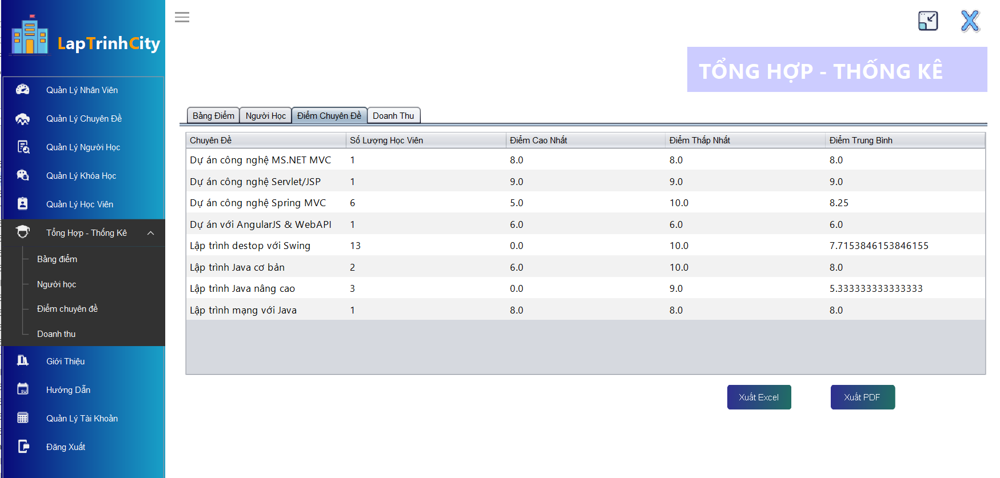 LapTrinhCity
TỔNG HỢP - THỐNG KÊ
Quản Lý Nhân Viên
Quản Lý Chuyên Đề
Quản Lý Người Học
Quản Lý Khóa Học
Quản Lý Học Viên
Tổng Hợp - Thống Kê
Bảng điểm
Người học
Điểm chuyên đề
Doanh thu
Giới Thiệu
Hướng Dẫn
Quản Lý Tài Khoản
Đăng Xuất
Bảng Điểm Người Học Điểm Chuyên Đề Doanh Thu
Chuyên Đề Số Lượng Học Viên Điểm Cao Nhất Điểm Thấp Nhất Điểm Trung Bình
Dự án công nghệ MS.NET MVC 1 8.0 8.0 8.0
Dự án công nghệ Servlet/JSP 1 9.0 9.0 9.0
Dự án công nghệ Spring MVC 6 5.0 10.0 8.25
Dự án với AngularJS & WebAPI 1 6.0 6.0 6.0
Lập trình destop với Swing 13 0.0 10.0 7.7153846153846155
Lập trình Java cơ bản 2 6.0 10.0 8.0
Lập trình Java nâng cao 3 0.0 9.0 5.333333333333333
Lập trình mạng với Java 1 8.0 8.0 8.0
Xuất Excel Xuất PDF